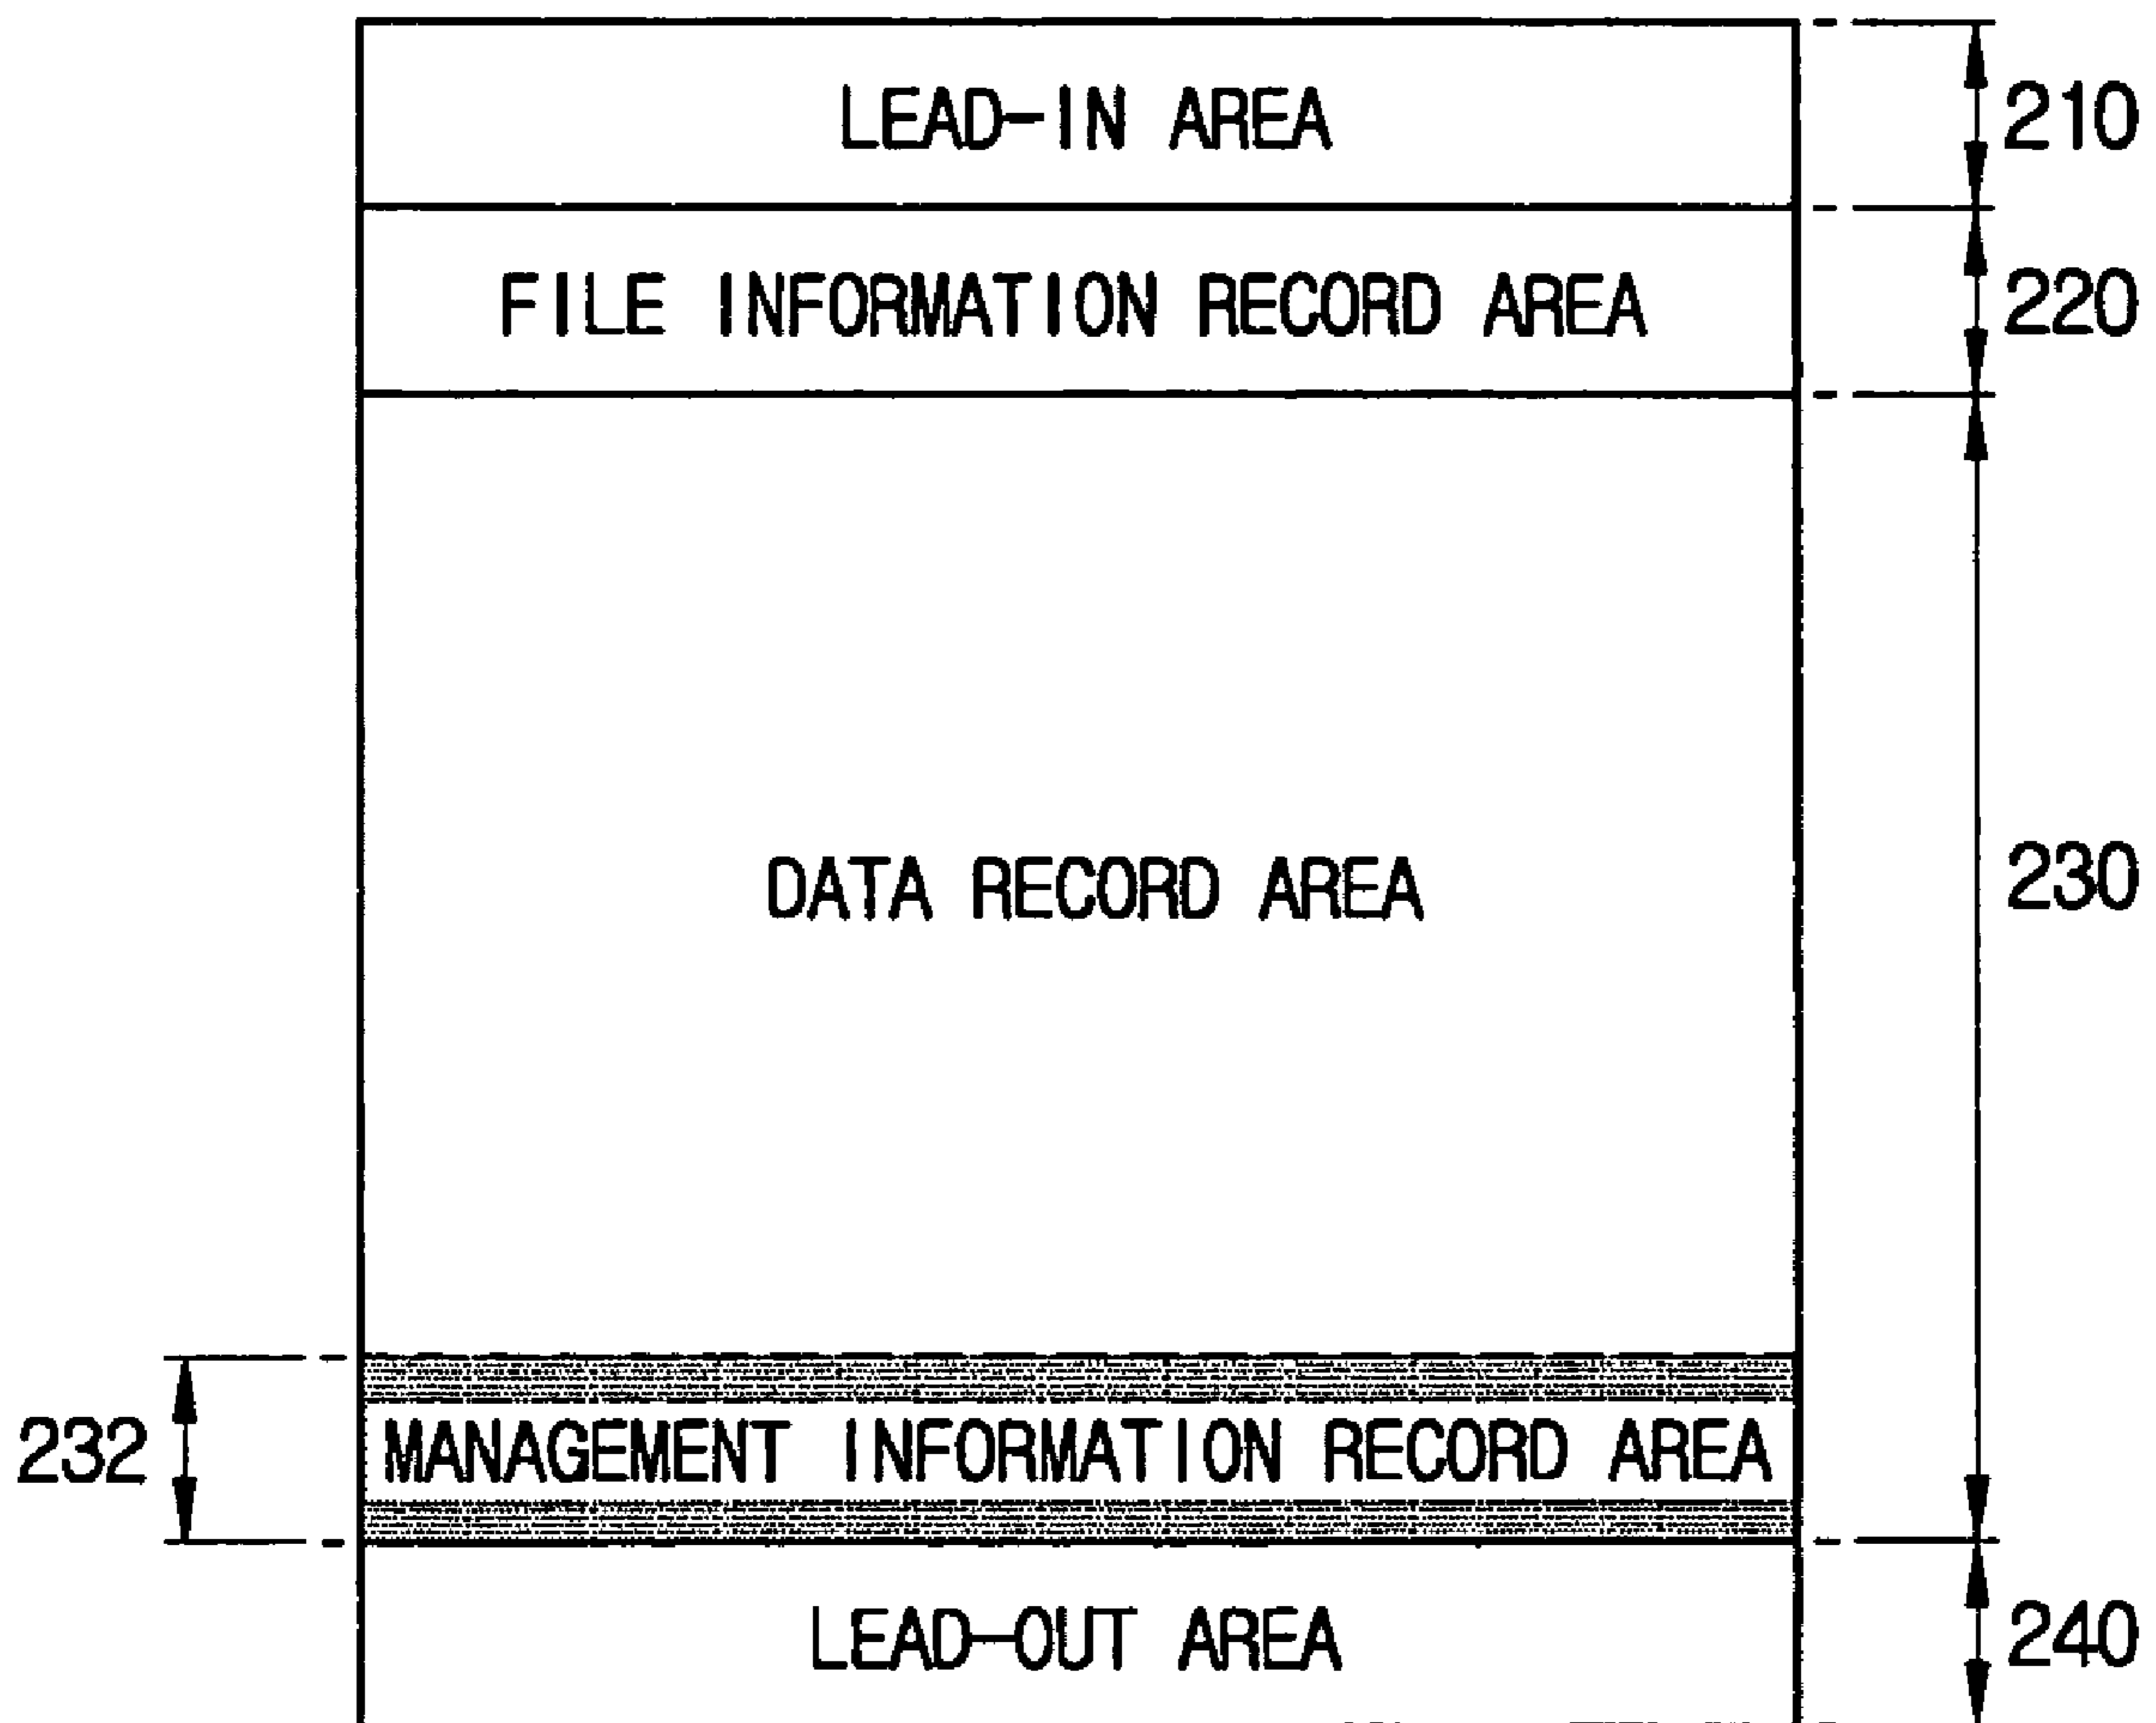 LEAD-IN AREA
210
FILE INFORMATION RECORD AREA
220
DATA RECORD AREA
230
232
MANAGEMENT INFORMATION RECORD AREA
LEAD-OUT AREA
240